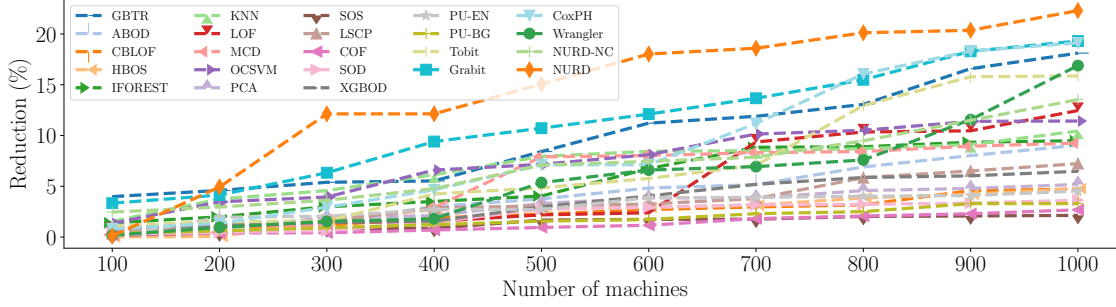 Reduction (%)
20
15
10
5
0
GBTR
ABOD
CBLOF
HBOS
IFOREST
KNN
LOF
MCD
OCSVM
PCA
SOS
LSCP
COF
SOD
XGBOD
PU-EN
PU-BG
Tobit
Grabit
CoxPH
Wrangler
NURD-NC
NURD
100 200 300 400 500 600 700 800 900 1000
Number of machines